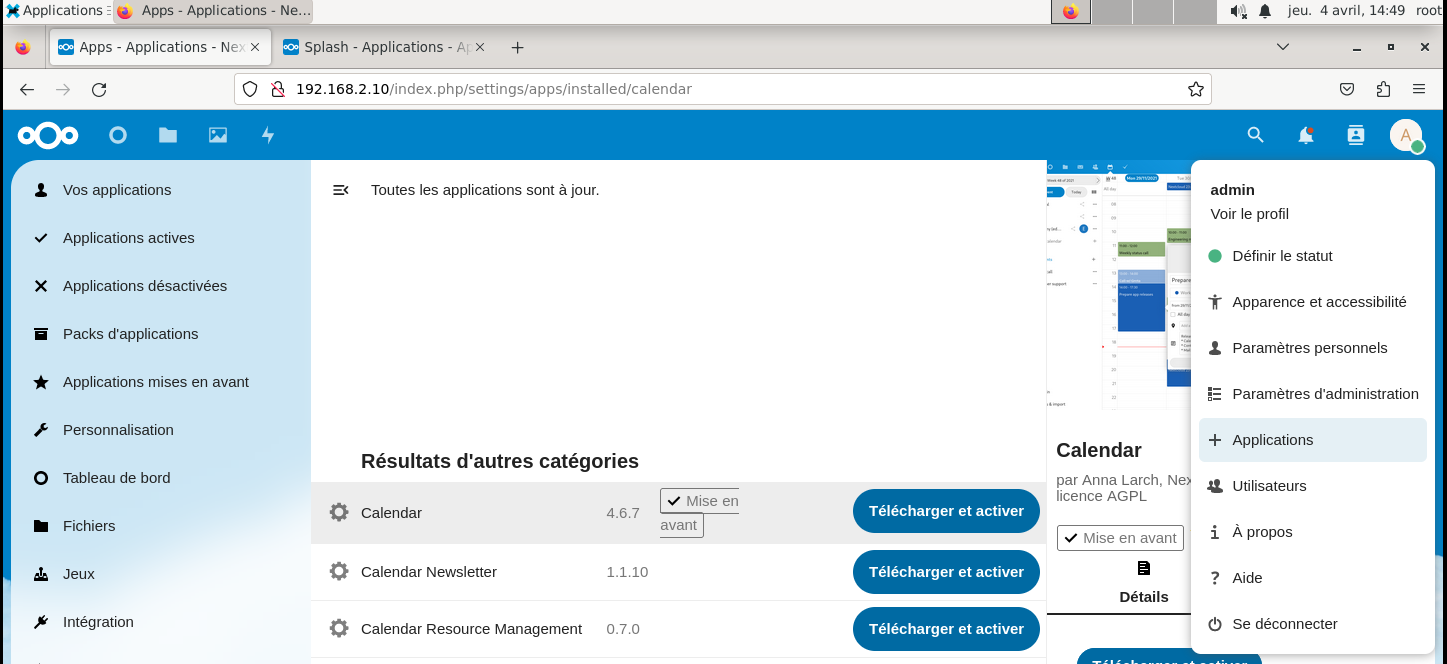 Applications
Apps - Applications - Ne...
jeu. 4 avril, 14:49
root
Apps - Applications - Nex
Splash - Applications - Ap
192.168.2.10/index.php/settings/apps/installed/calendar
A
Vos applications
Applications actives
Applications désactivées
Packs d'applications
Applications mises en avant
Personnalisation
Tableau de bord
Fichiers
Jeux
Intégration
Toutes les applications sont à jour.
Résultats d'autres catégories
Calendar
4.6.7
Mise en
avant
Télécharger et activer
Calendar Newsletter
1.1.10
Télécharger et activer
Calendar Resource Management
0.7.0
Télécharger et activer
Calendar
par Anna Larch, Nex
licence AGPL
Mise en avant
Détails
Télécharger et activer
admin
Voir le profil
Définir le statut
Apparence et accessibilité
Paramètres personnels
Paramètres d'administration
Applications
Utilisateurs
À propos
Aide
Se déconnecter